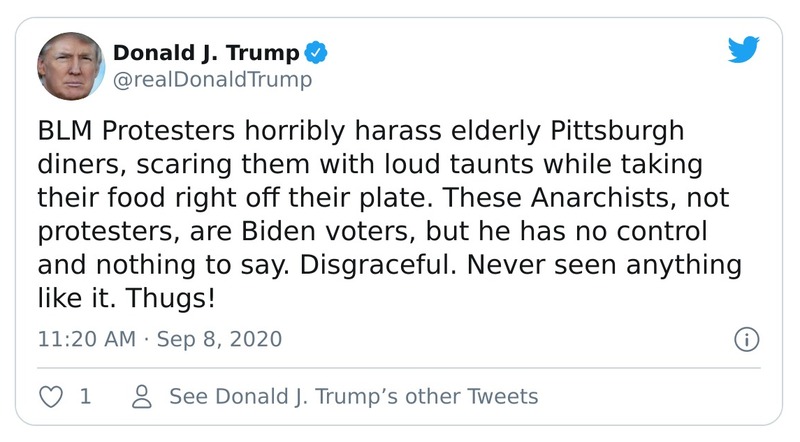 Donald J. Trump
@realDonaldTrump
BLM Protesters horribly harass elderly Pittsburgh
diners, scaring them with loud taunts while taking
their food right off their plate. These Anarchists, not
protesters, are Biden voters, but he has no control
and nothing to say. Disgraceful. Never seen anything
like it. Thugs!
11:20 AM · Sep 8, 2020
1 See Donald J. Trump’s other Tweets